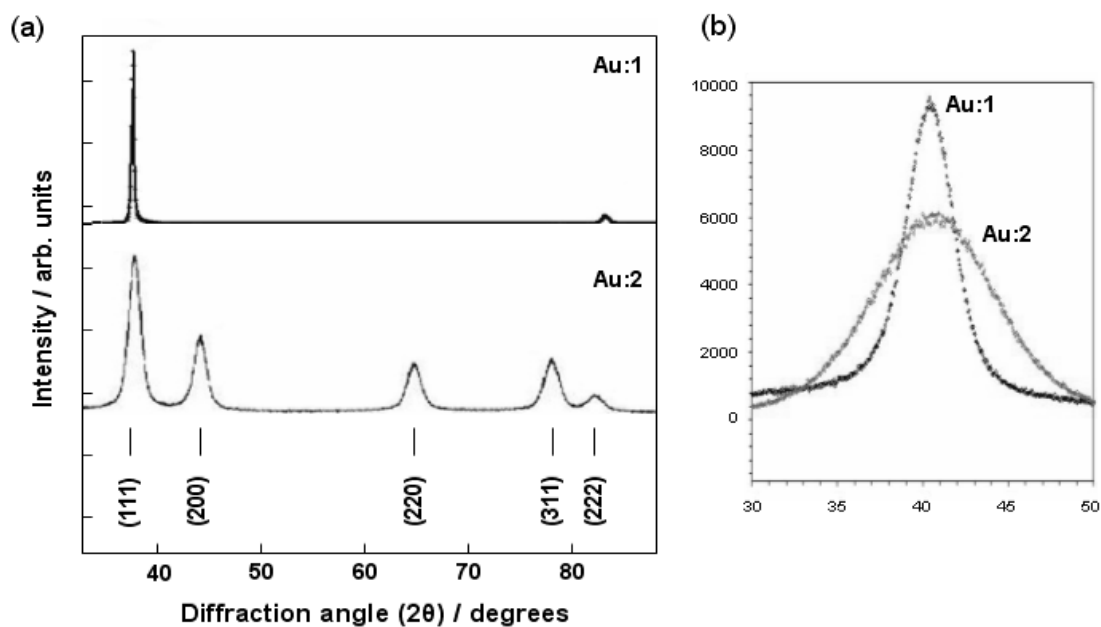 (a)
Au:1
Au:2
Intensity / arb. units
(111)
(200)
(220)
(311)
(222)
40 50 60 70 80
Diffraction angle (2θ) / degrees
(b)
10000
8000
6000
4000
2000
0
Au:1
Au:2
30 35 40 45 50